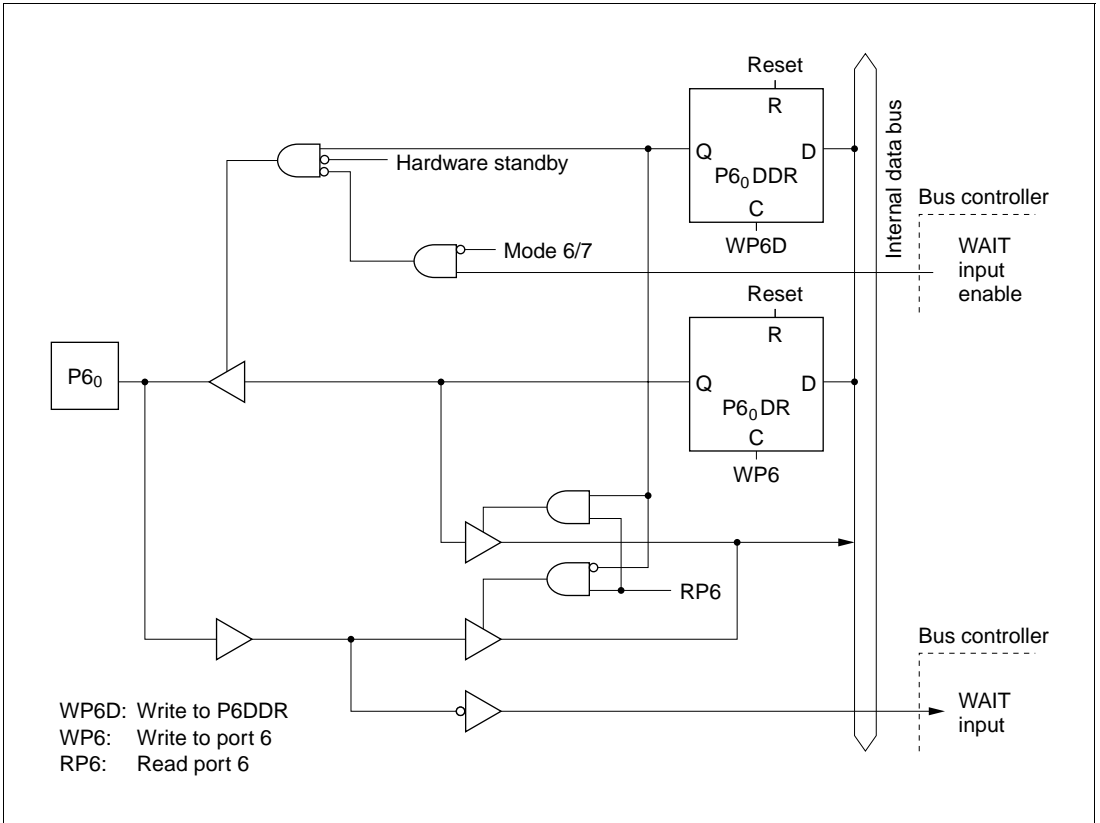 Reset
R
Q
D
P6₀DDR
C
WP6D
Hardware standby
Mode 6/7
Internal data bus
Bus controller
WAIT
input
enable
Reset
R
Q
D
P6₀DR
C
WP6
P6₀
RP6
Bus controller
WAIT
input
WP6D: Write to P6DDR
WP6: Write to port 6
RP6: Read port 6